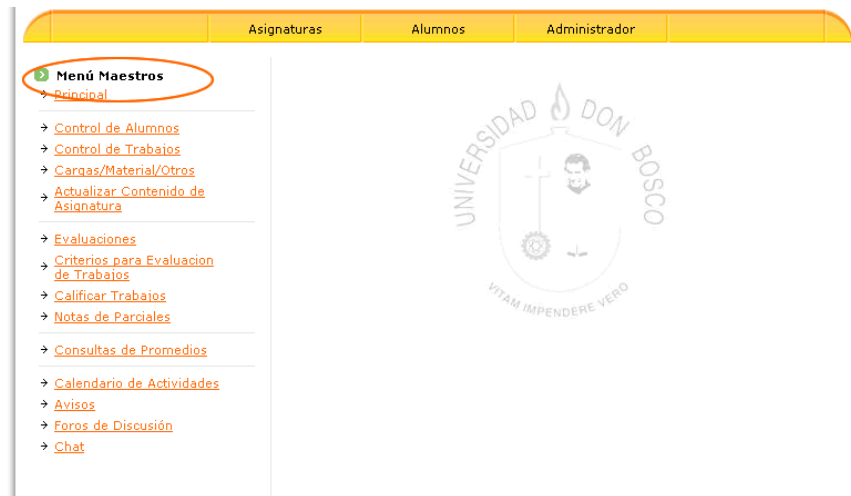 Asignaturas Alumnos Administrador
Menú Maestros
Principal
Control de Alumnos
Control de Trabajos
Cargas/Material/Otros
Actualizar Contenido de
Asignatura
Evaluaciones
Criterios para Evaluacion
de Trabajos
Calificar Trabajos
Notas de Parciales
Consultas de Promedios
Calendario de Actividades
Avisos
Foros de Discusión
Chat
UNIVERSIDAD DON BOSCO
VITAM IMPENDERE VERO